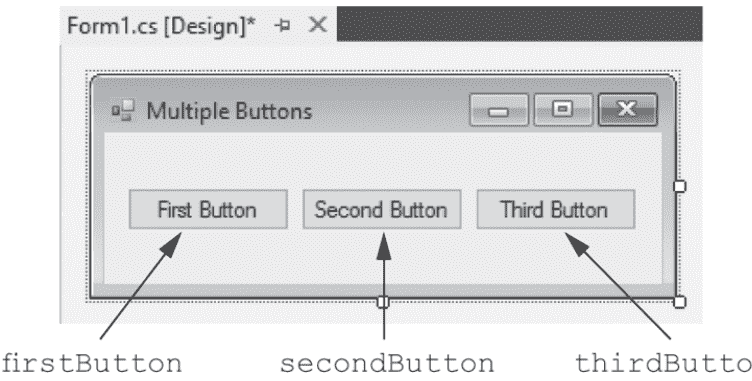 Form1.cs [Design]*
Multiple Buttons
First Button Second Button Third Button
firstButton secondButton thirdButto